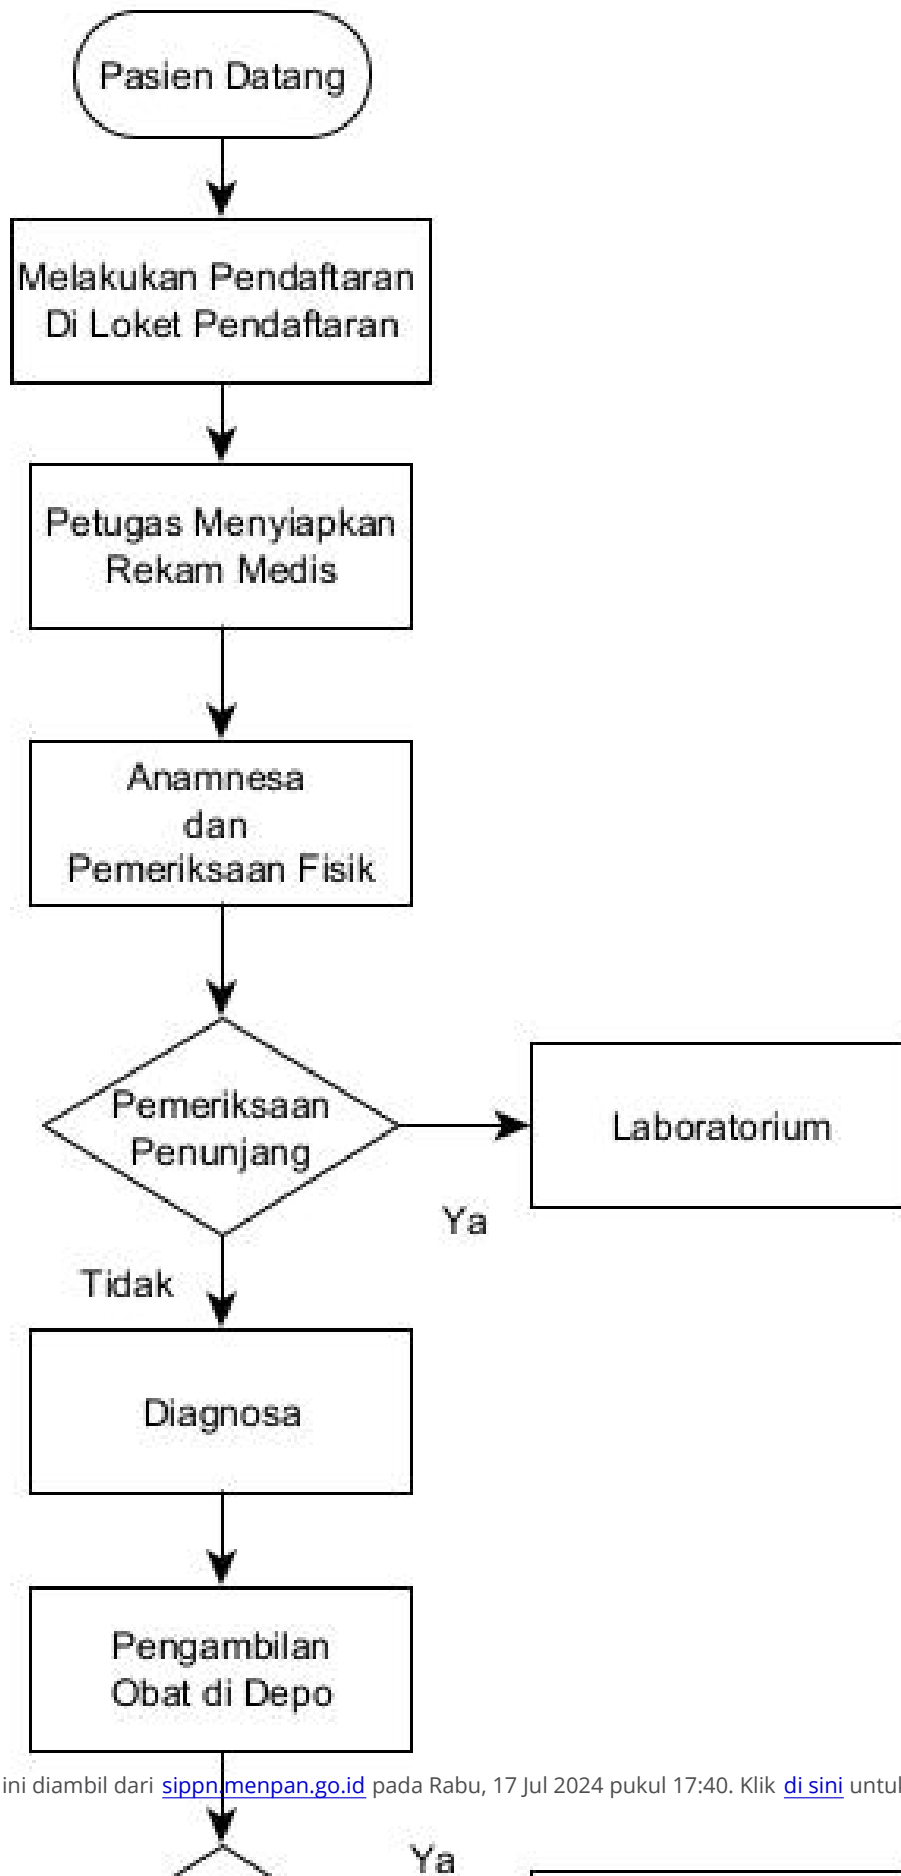 Pasien Datang
Melakukan Pendaftaran
Di Loket Pendaftaran
Petugas Menyiapkan
Rekam Medis
Anamnesa
dan
Pemeriksaan Fisik
Pemeriksaan
Penunjang
Laboratorium
Ya
Tidak
Diagnosa
Pengambilan
Obat di Depo
ini diambil dari sippn.menpan.go.id pada Rabu, 17 Jul 2024 pukul 17:40. Klik di sini
Ya